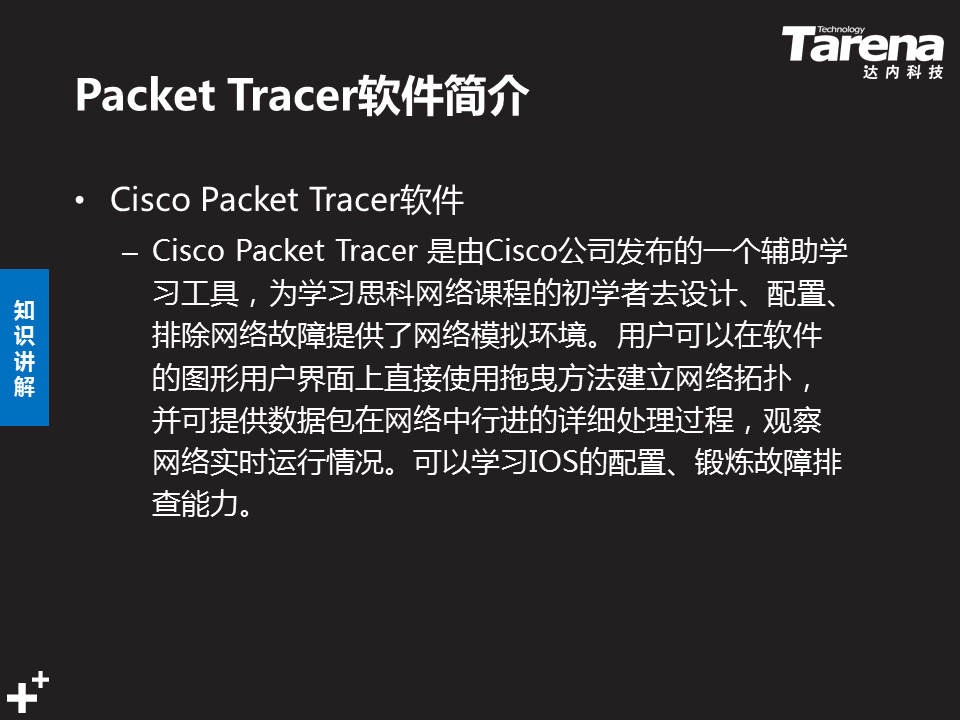 Technology
Tarena
达内科技
Packet Tracer软件简介
• Cisco Packet Tracer软件
– Cisco Packet Tracer 是由Cisco公司发布的一个辅助学
习工具，为学习思科网络课程的初学者去设计、配置、
排除网络故障提供了网络模拟环境。用户可以在软件
的图形用户界面上直接使用拖曳方法建立网络拓扑，
并可提供数据包在网络中行进的详细处理过程，观察
网络实时运行情况。可以学习IOS的配置、锻炼故障排
查能力。
知
识
讲
解